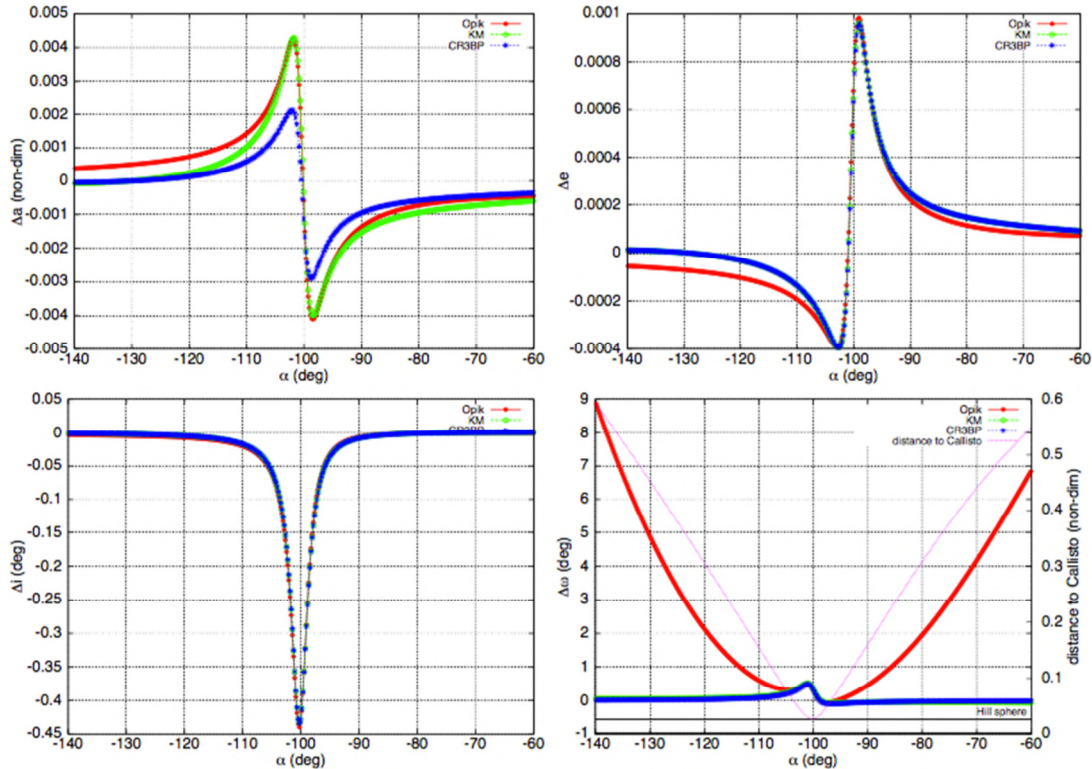 Opik
KM
CR3BP
0.005
0.004
0.003
0.002
0.001
0
-0.001
-0.002
-0.003
-0.004
-0.005
Δa (non-dim)
-140 -130 -120 -110 -100 -90 -80 -70 -60
α (deg)
Opik
KM
CR3BP
0.001
0.0008
0.0006
0.0004
0.0002
0
-0.0002
-0.0004
Δe
-140 -130 -120 -110 -100 -90 -80 -70 -60
α (deg)
Opik
KM
CR3BP
0.05
0
-0.05
-0.1
-0.15
-0.2
-0.25
-0.3
-0.35
-0.4
-0.45
Δi (deg)
-140 -130 -120 -110 -100 -90 -80 -70 -60
α (deg)
Opik
KM
CR3BP
distance to Callisto
9
8
7
6
5
4
3
2
1
0
-1
Δω (deg)
0.6
0.5
0.4
0.3
0.2
0.1
0
distance to Callisto (non-dim)
Hill sphere
-140 -130 -120 -110 -100 -90 -80 -70 -60
α (deg)